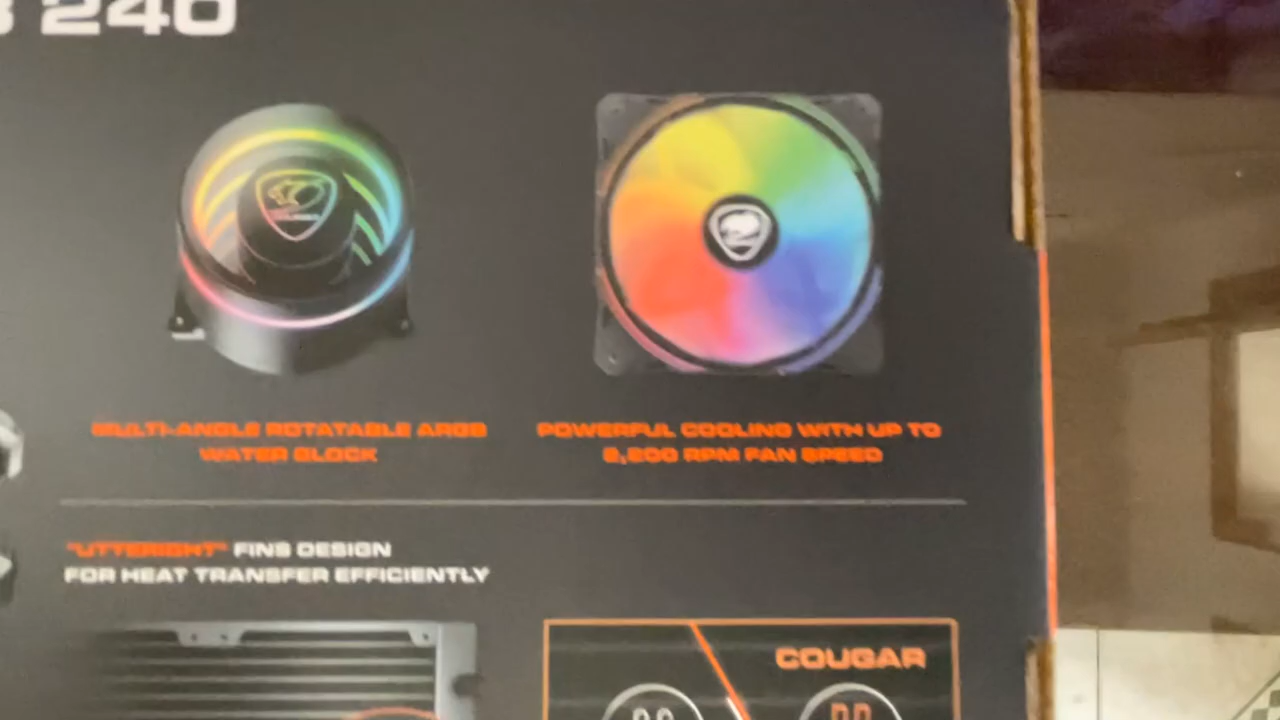 240
MULTI-ANGLE ROTATABLE ARGB
WATER BLOCK
POWERFUL COOLING WITH UP TO
RPM FAN SPEED
FINS DESIGN
FOR HEAT TRANSFER EFFICIENTLY
COUGAR